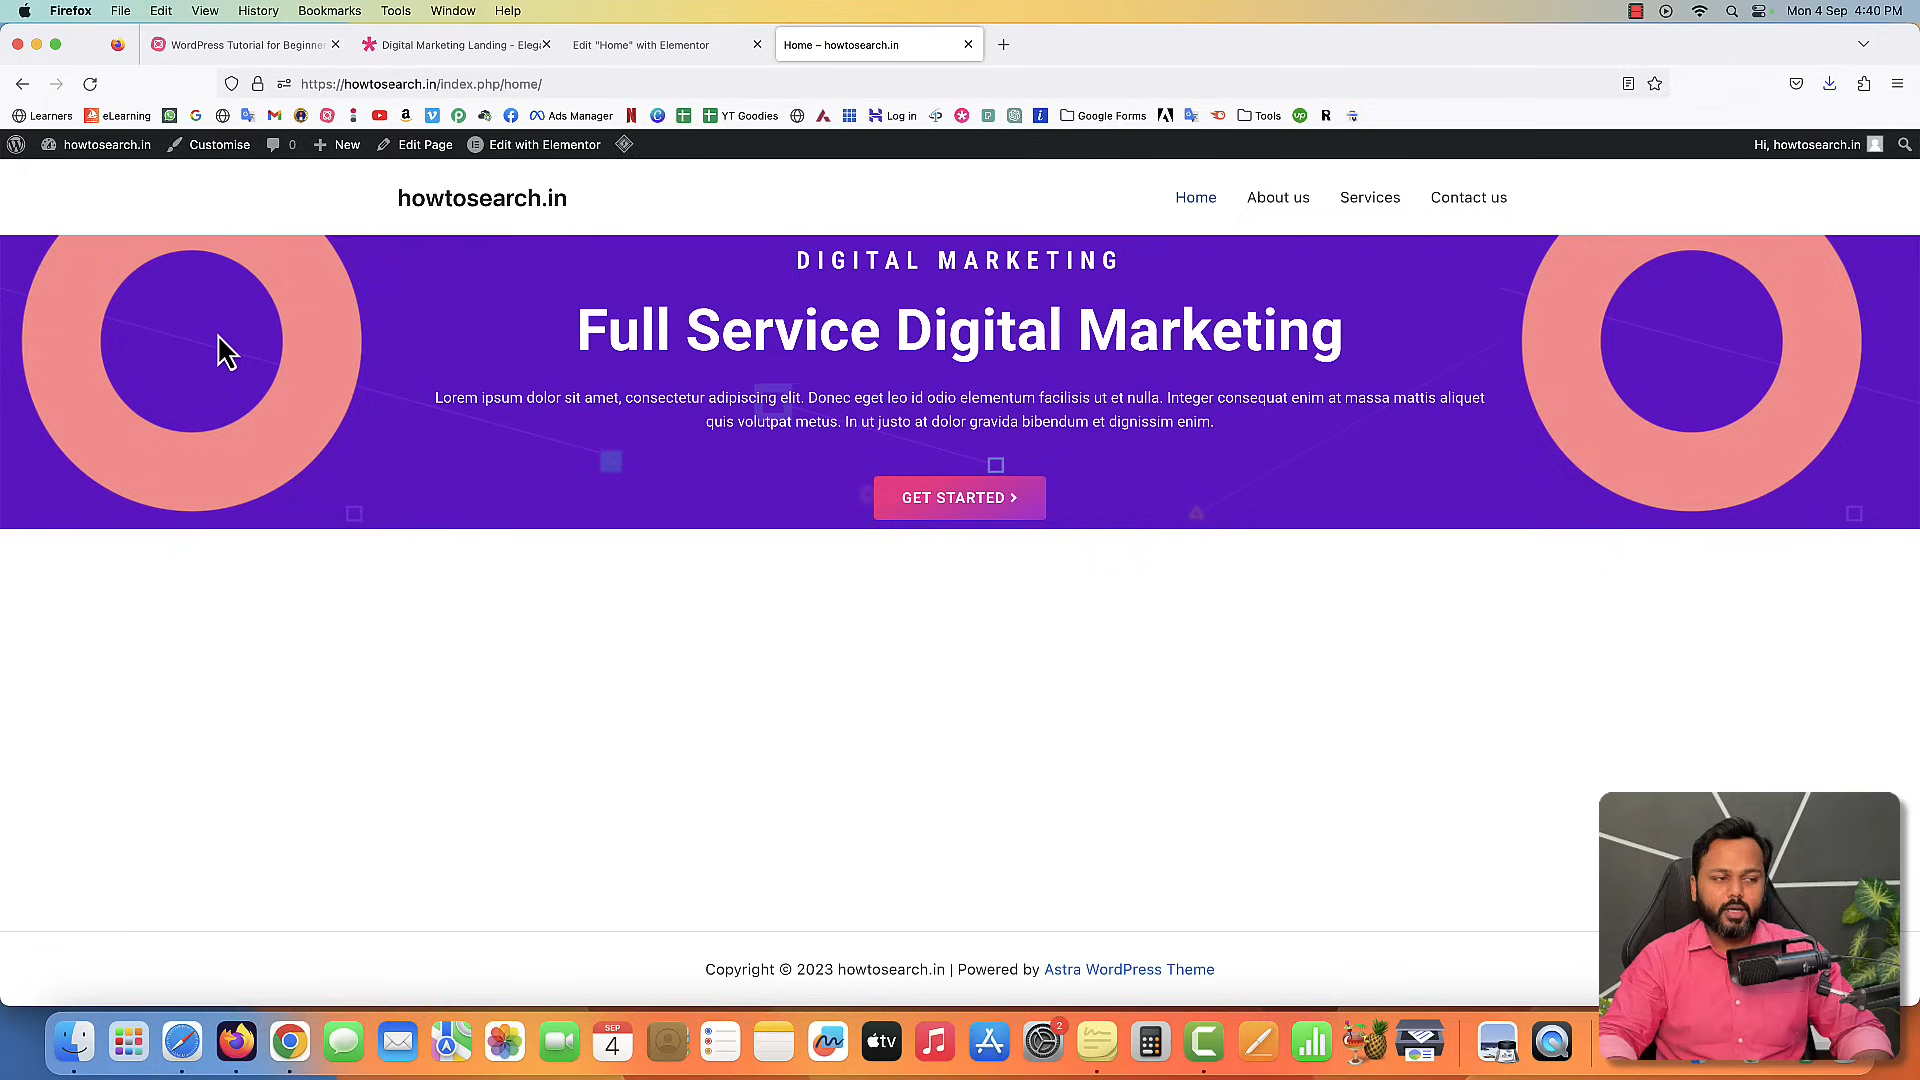 Firefox File Edit View History Bookmarks Tools Window Help
Mon 4 Sep 4:40 PM
WordPress Tutorial for Beginner
Digital Marketing Landing - Eleg
Edit "Home" with Elementor
Home – howtosearch.in
https://howtosearch.in/index.php/home/
Learners eLearning Ads Manager YT Goodies Log in Google Forms Tools
howtosearch.in Customise 0 New Edit Page Edit with Elementor
Hi, howtosearch.in
howtosearch.in
Home About us Services Contact us
DIGITAL MARKETING
Full Service Digital Marketing
Lorem ipsum dolor sit amet, consectetur adipiscing elit. Donec eget leo id odio elementum facilisis ut et nulla. Integer consequat enim at massa mattis aliquet
quis volutpat metus. In ut justo at dolor gravida bibendum et dignissim enim.
GET STARTED
Copyright © 2023 howtosearch.in | Powered by Astra WordPress Theme
SEP
4
tv
2